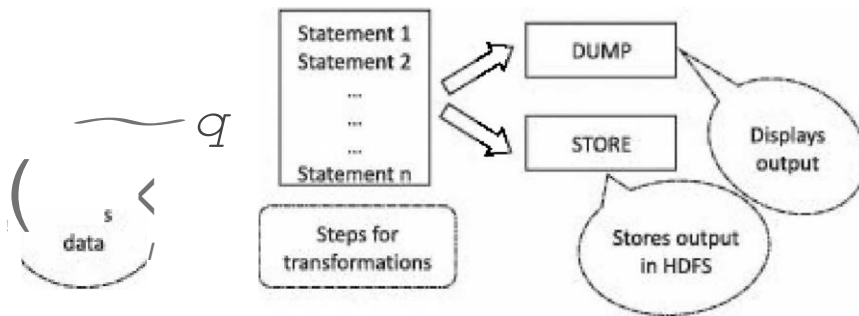 q
s
data
Statement 1
Statement 2
...
...
...
Statement n
Steps for
transformations
DUMP
STORE
Displays
output
Stores output
in HDFS